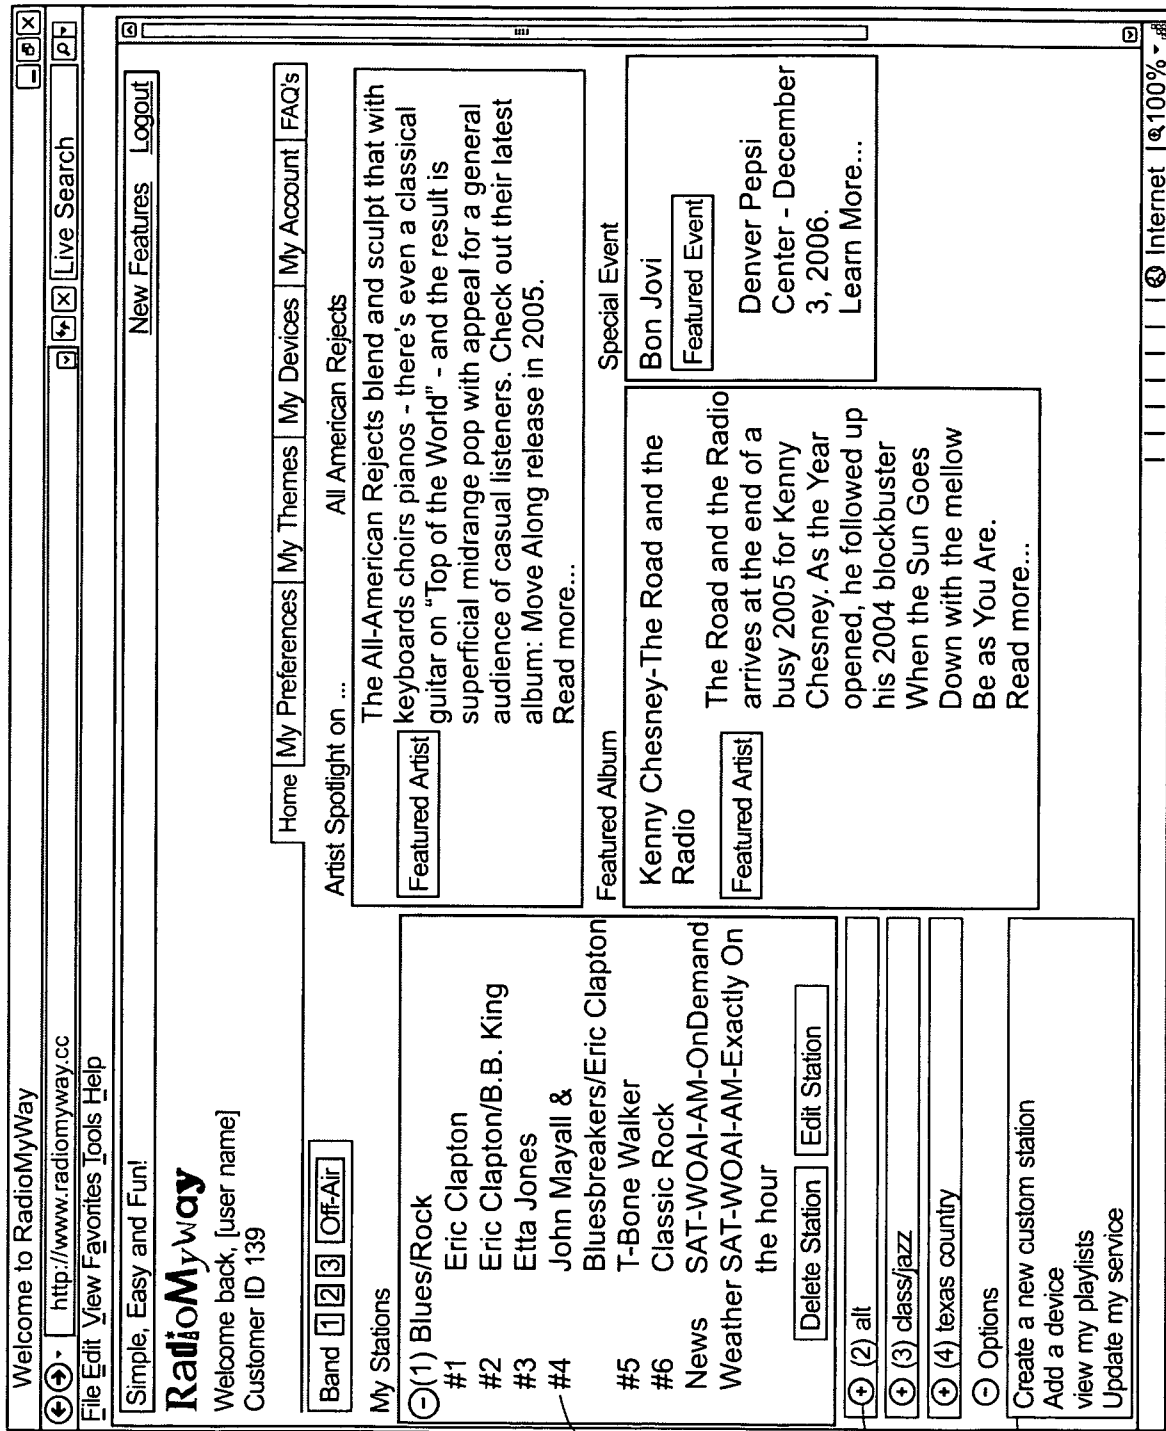 Welcome to RadioMyWay
http://www.radiomyway.cc
Live Search
File Edit View Favorites Tools Help
Simple, Easy and Fun!
New Features Logout
RadioMyWay
Welcome back, [user name]
Customer ID 139
Home My Preferences My Themes My Devices My Account FAQ's
Band 1 2 3 Off-Air
My Stations
(1) Blues/Rock
#1 Eric Clapton
#2 Eric Clapton/B.B. King
#3 Etta Jones
#4 John Mayall &
Bluesbreakers/Eric Clapton
#5 T-Bone Walker
#6 Classic Rock
News SAT-WOAI-AM-OnDemand
Weather SAT-WOAI-AM-Exactly On
the hour
Delete Station Edit Station
(2) alt
(3) class/jazz
(4) texas country
Options
Create a new custom station
Add a device
view my playlists
Update my service
Artist Spotlight on ... All American Rejects
Featured Artist
The All-American Rejects blend and sculpt that with
keyboards choirs pianos - there's even a classical
guitar on "Top of the World" - and the result is
superficial midrange pop with appeal for a general
audience of casual listeners. Check out their latest
album: Move Along release in 2005.
Read more...
Featured Album
Kenny Chesney-The Road and the
Radio
Featured Artist
The Road and the Radio
arrives at the end of a
busy 2005 for Kenny
Chesney. As the Year
opened, he followed up
his 2004 blockbuster
When the Sun Goes
Down with the mellow
Be as You Are.
Read more...
Special Event
Bon Jovi
Featured Event
Denver Pepsi
Center - December
3, 2006.
Learn More...
Internet 100%